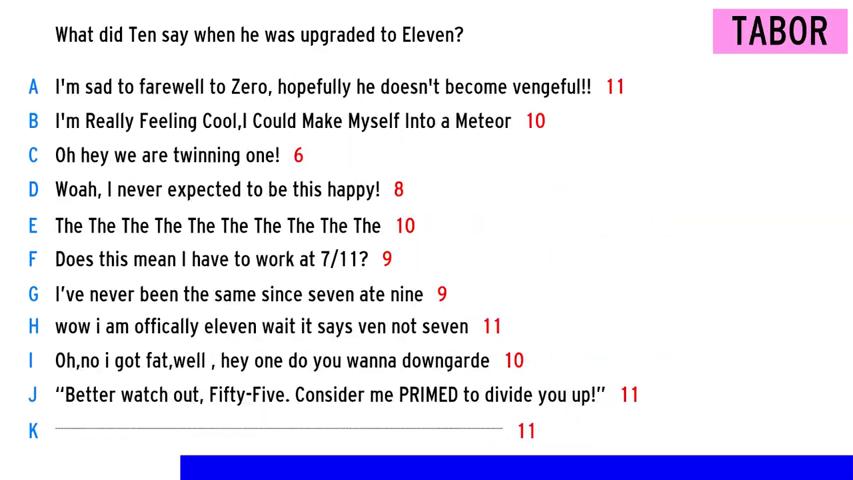 What did Ten say when he was upgraded to Eleven?
TABOR
A I'm sad to farewell to Zero, hopefully he doesn't become vengeful!! 11
B I'm Really Feeling Cool,I Could Make Myself Into a Meteor 10
C Oh hey we are twinning one! 6
D Woah, I never expected to be this happy! 8
E The The The The The The The The The The 10
F Does this mean I have to work at 7/11? 9
G I’ve never been the same since seven ate nine 9
H wow i am offically eleven wait it says ven not seven 11
I Oh,no i got fat,well , hey one do you wanna downgarde 10
J “Better watch out, Fifty-Five. Consider me PRIMED to divide you up!” 11
K 11